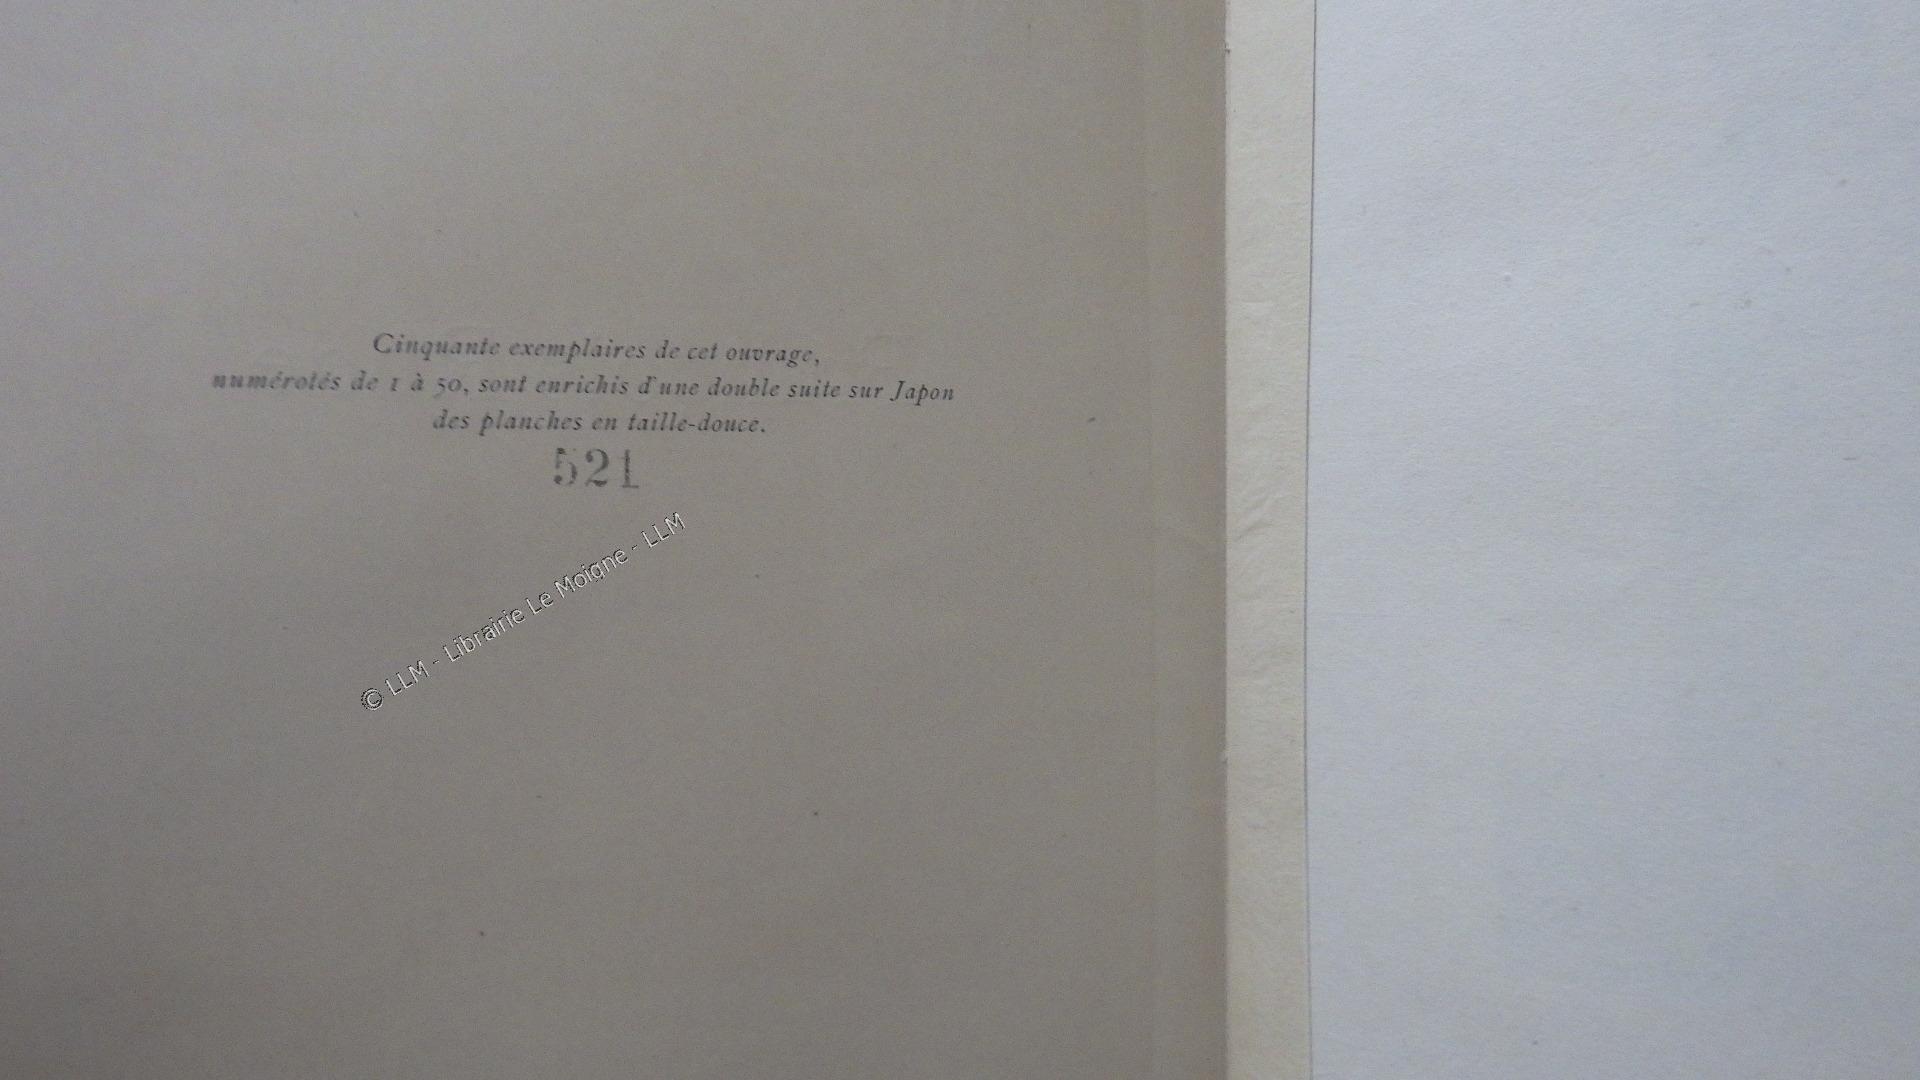 Cinquante exemplaires de cet ouvrage,
numérotés de 1 à 50, sont enrichis d'une double suite sur Japon
des planches en taille-douce.
521
© LLM - Librairie Le Moigne - LLM